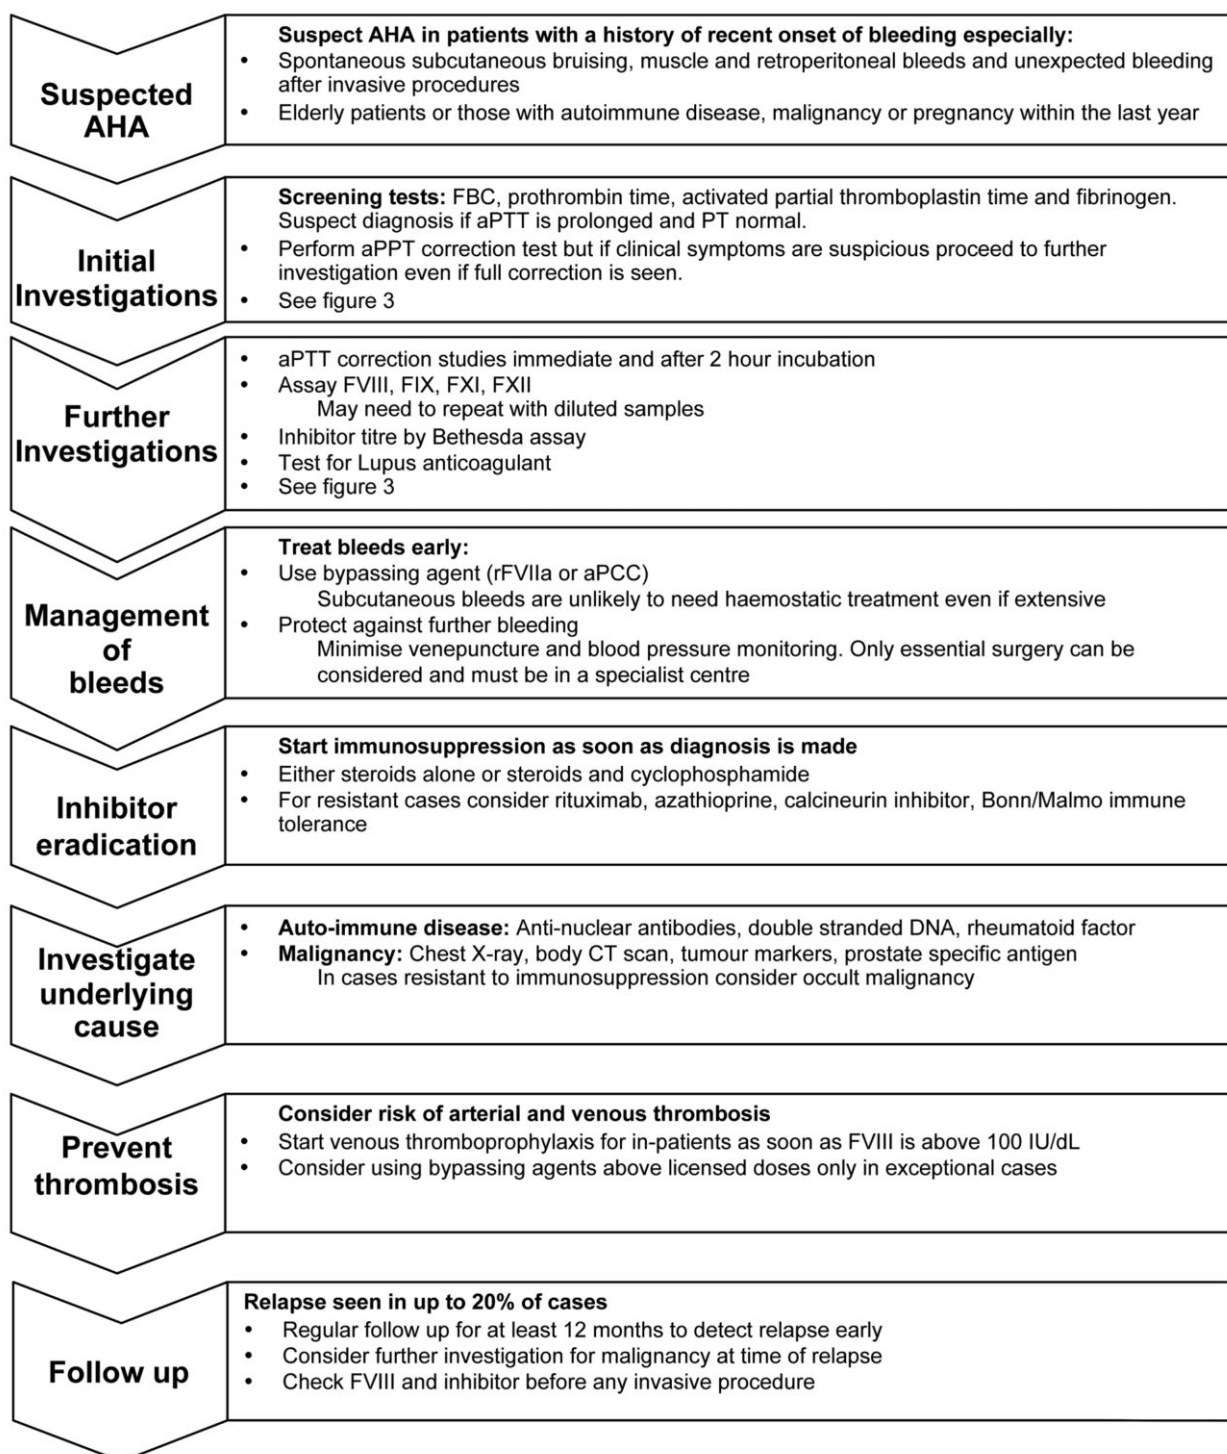 Suspected
AHA
Suspect AHA in patients with a history of recent onset of bleeding especially:
• Spontaneous subcutaneous bruising, muscle and retroperitoneal bleeds and unexpected bleeding
after invasive procedures
• Elderly patients or those with autoimmune disease, malignancy or pregnancy within the last year
Initial
Investigations
Screening tests: FBC, prothrombin time, activated partial thromboplastin time and fibrinogen.
Suspect diagnosis if aPTT is prolonged and PT normal.
• Perform aPPT correction test but if clinical symptoms are suspicious proceed to further
investigation even if full correction is seen.
• See figure 3
Further
Investigations
• aPTT correction studies immediate and after 2 hour incubation
• Assay FVIII, FIX, FXI, FXII
May need to repeat with diluted samples
• Inhibitor titre by Bethesda assay
• Test for Lupus anticoagulant
• See figure 3
Management
of
bleeds
Treat bleeds early:
• Use bypassing agent (rFVIIa or aPCC)
Subcutaneous bleeds are unlikely to need haemostatic treatment even if extensive
• Protect against further bleeding
Minimise venepuncture and blood pressure monitoring. Only essential surgery can be
considered and must be in a specialist centre
Inhibitor
eradication
Start immunosuppression as soon as diagnosis is made
• Either steroids alone or steroids and cyclophosphamide
• For resistant cases consider rituximab, azathioprine, calcineurin inhibitor, Bonn/Malmo immune
tolerance
Investigate
underlying
cause
• Auto-immune disease: Anti-nuclear antibodies, double stranded DNA, rheumatoid factor
• Malignancy: Chest X-ray, body CT scan, tumour markers, prostate specific antigen
In cases resistant to immunosuppression consider occult malignancy
Prevent
thrombosis
Consider risk of arterial and venous thrombosis
• Start venous thromboprophylaxis for in-patients as soon as FVIII is above 100 IU/dL
• Consider using bypassing agents above licensed doses only in exceptional cases
Follow up
Relapse seen in up to 20% of cases
• Regular follow up for at least 12 months to detect relapse early
• Consider further investigation for malignancy at time of relapse
• Check FVIII and inhibitor before any invasive procedure